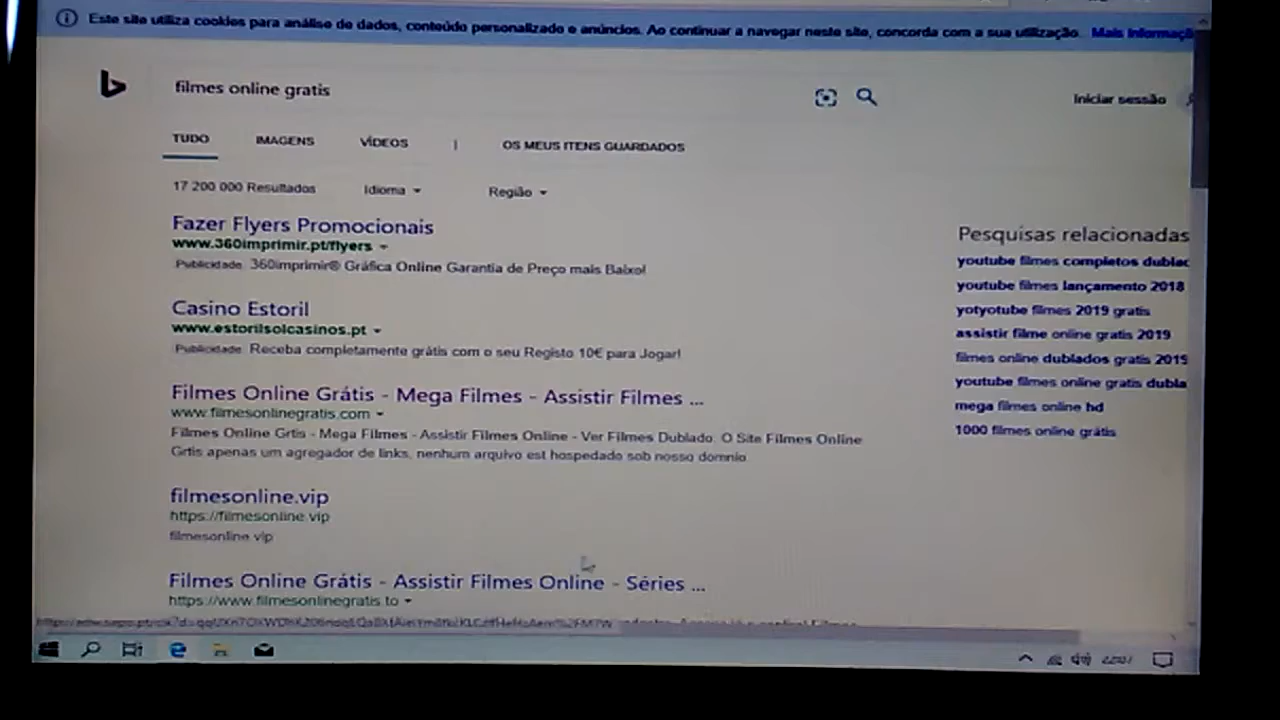 Este site utiliza cookies para análise de dados, conteúdo personalizado e anúncios. Ao continuar a navegar neste site, concorda com a sua utilização. Mais Informaçõ
filmes online gratis
Iniciar sessão
TUDO IMAGENS VÍDEOS | OS MEUS ITENS GUARDADOS
17 200 000 Resultados Idioma Região
Fazer Flyers Promocionais
www.360imprimir.pt/flyers
Publicidade 360imprimir® Gráfica Online Garantia de Preço mais Baixo!
Casino Estoril
www.estorilsolcasinos.pt
Publicidade Receba completamente grátis com o seu Registo 10€ para Jogar!
Filmes Online Grátis - Mega Filmes - Assistir Filmes ...
www.filmesonlinegratis.com
Filmes Online Grtis - Mega Filmes - Assistir Filmes Online - Ver Filmes Dublado. O Site Filmes Online
Grtis apenas um agregador de links, nenhum arquivo est hospedado sob nosso domnio.
filmesonline.vip
https://filmesonline.vip
filmesonline.vip
Filmes Online Grátis - Assistir Filmes Online - Séries ...
https://www.filmesonlinegratis.to
Pesquisas relacionadas
youtube filmes completos dublad
youtube filmes lançamento 2018
yotyotube filmes 2019 gratis
assistir filme online gratis 2019
filmes online dublados gratis 2019
youtube filmes online gratis dubla
mega filmes online hd
1000 filmes online grátis